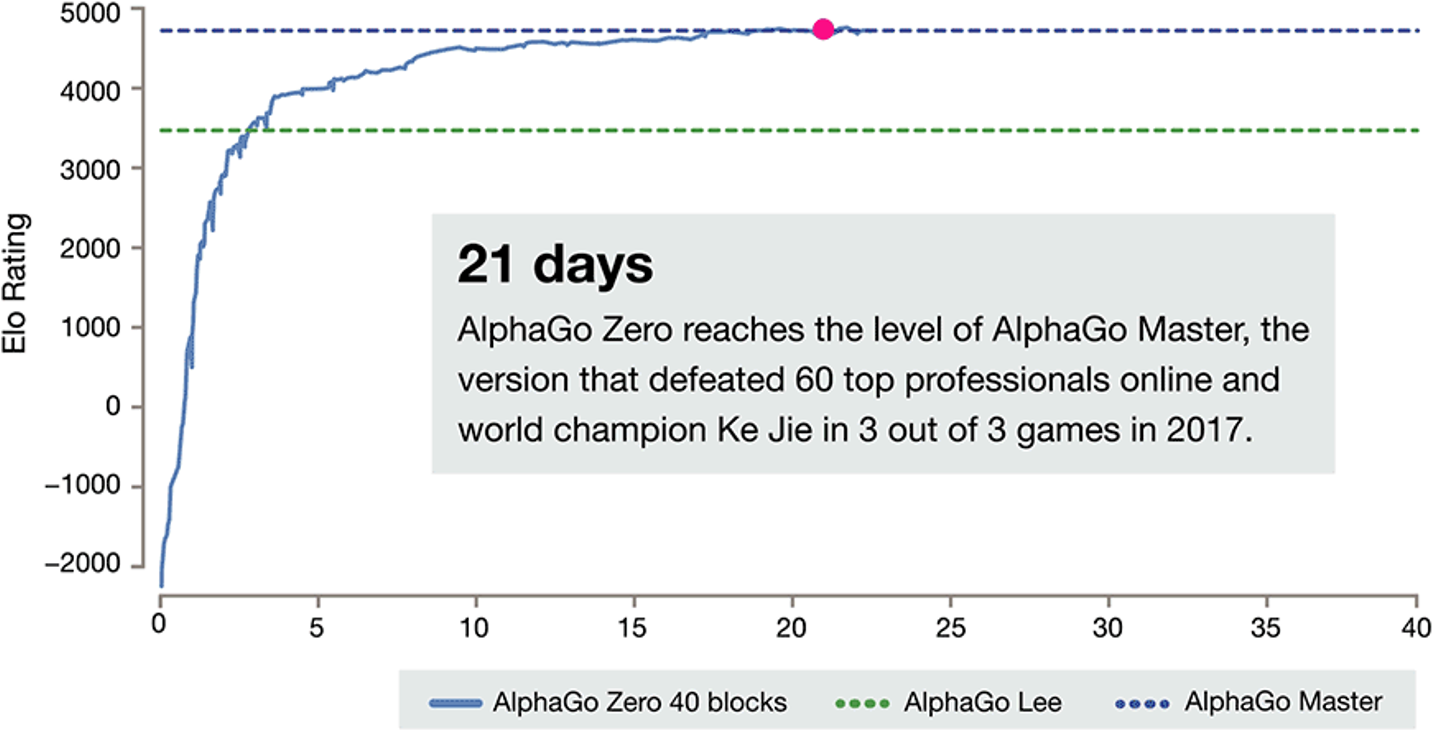 5000
4000
3000
2000
1000
0
−1000
−2000
Elo Rating
21 days
AlphaGo Zero reaches the level of AlphaGo Master, the
version that defeated 60 top professionals online and
world champion Ke Jie in 3 out of 3 games in 2017.
0 5 10 15 20 25 30 35 40
AlphaGo Zero 40 blocks AlphaGo Lee AlphaGo Master